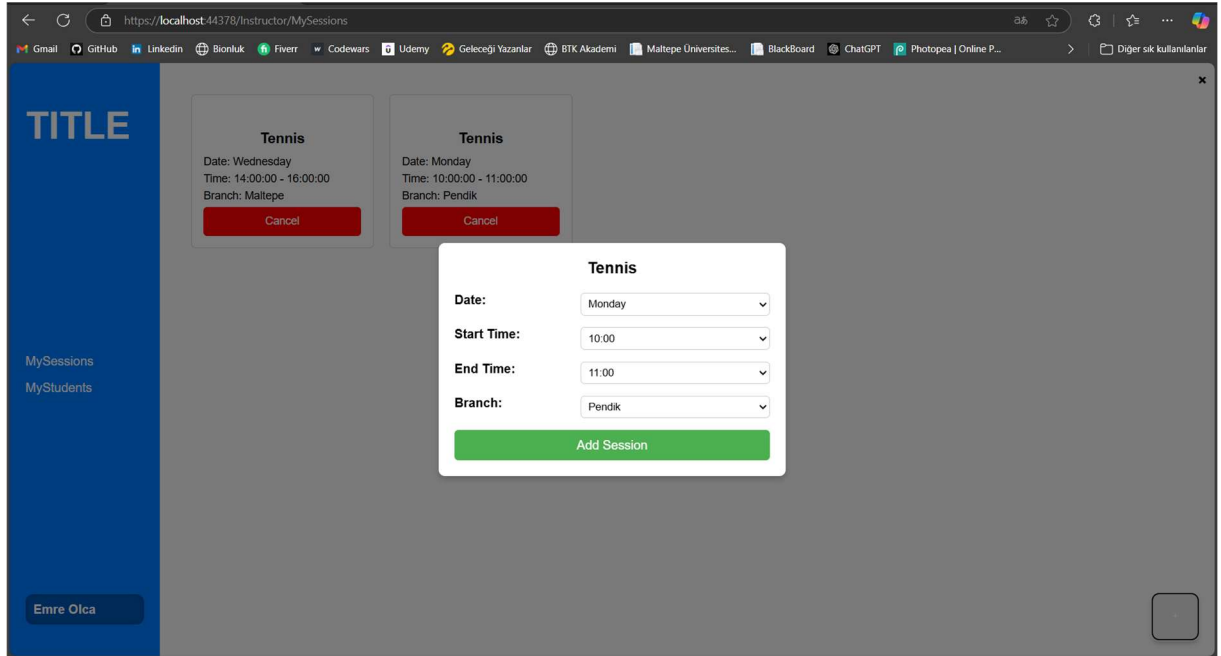 https://localhost:44378/Instructor/MySessions
Gmail GitHub Linkedin Bionluk Fiverr Codewars Udemy Geleceği Yazanlar BTK Akademi Maltepe Üniversites... BlackBoard ChatGPT Photopea | Online P... Diğer sık kullanılanlar
TITLE
Tennis
Date: Wednesday
Time: 14:00:00 - 16:00:00
Branch: Maltepe
Cancel
Tennis
Date: Monday
Time: 10:00:00 - 11:00:00
Branch: Pendik
Cancel
Tennis
Date: Monday
Start Time: 10:00
End Time: 11:00
Branch: Pendik
Add Session
MySessions
MyStudents
Emre Olca